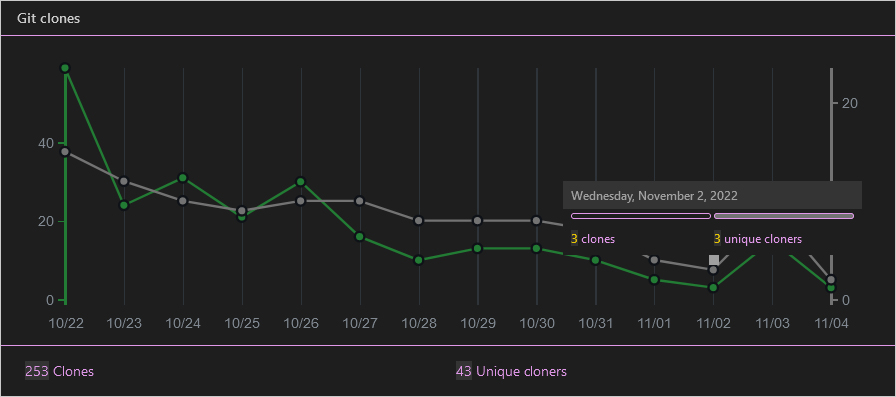 Git clones
20
40
Wednesday, November 2, 2022
20
3 clones 3 unique cloners
0 0
10/22 10/23 10/24 10/25 10/26 10/27 10/28 10/29 10/30 10/31 11/01 11/02 11/03 11/04
253 Clones 43 Unique cloners